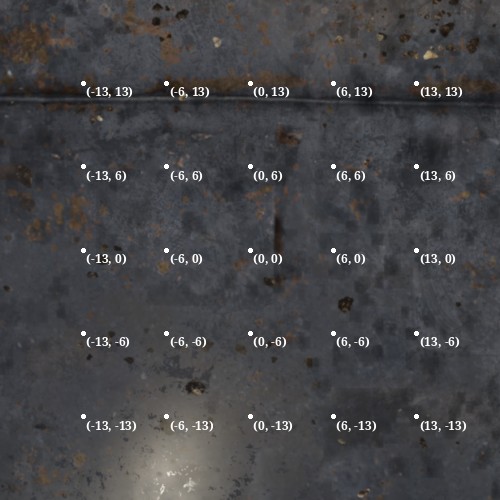 (-13, 13) (-6, 13) (0, 13) (6, 13) (13, 13)
(-13, 6) (-6, 6) (0, 6) (6, 6) (13, 6)
(-13, 0) (-6, 0) (0, 0) (6, 0) (13, 0)
(-13, -6) (-6, -6) (0, -6) (6, -6) (13, -6)
(-13, -13) (-6, -13) (0, -13) (6, -13) (13, -13)